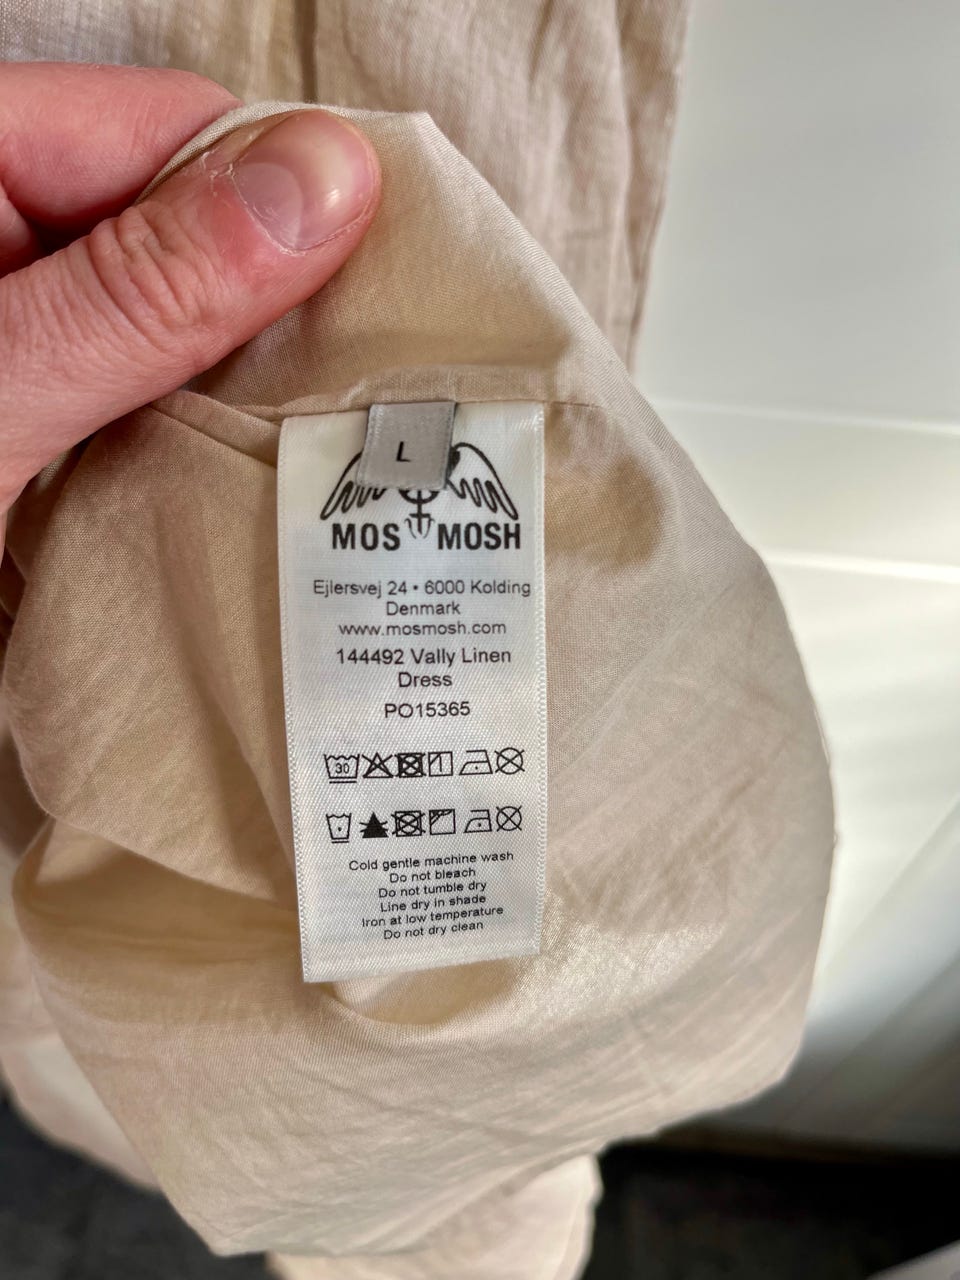 L
MOS MOSH
Ejlersvej 24 • 6000 Kolding
Denmark
www.mosmosh.com
144492 Vally Linen
Dress
PO15365
30
Cold gentle machine wash
Do not bleach
Do not tumble dry
Line dry in shade
Iron at low temperature
Do not dry clean